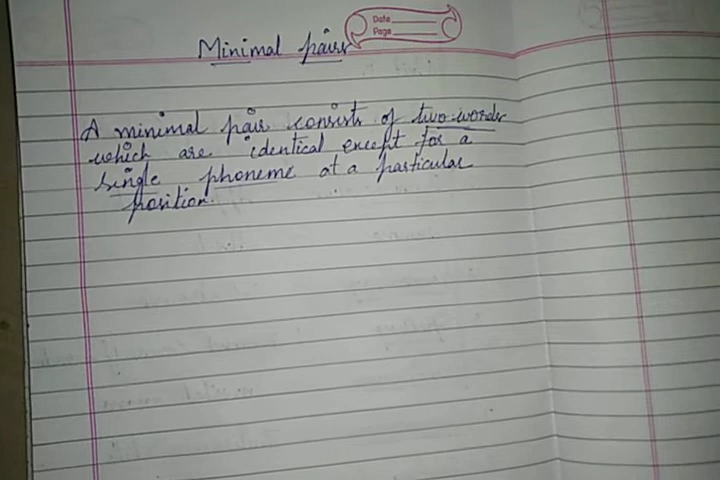 Date
Page
Minimal pairs
A minimal pair consists of two words
which are identical except for a
single phoneme at a particular
position.